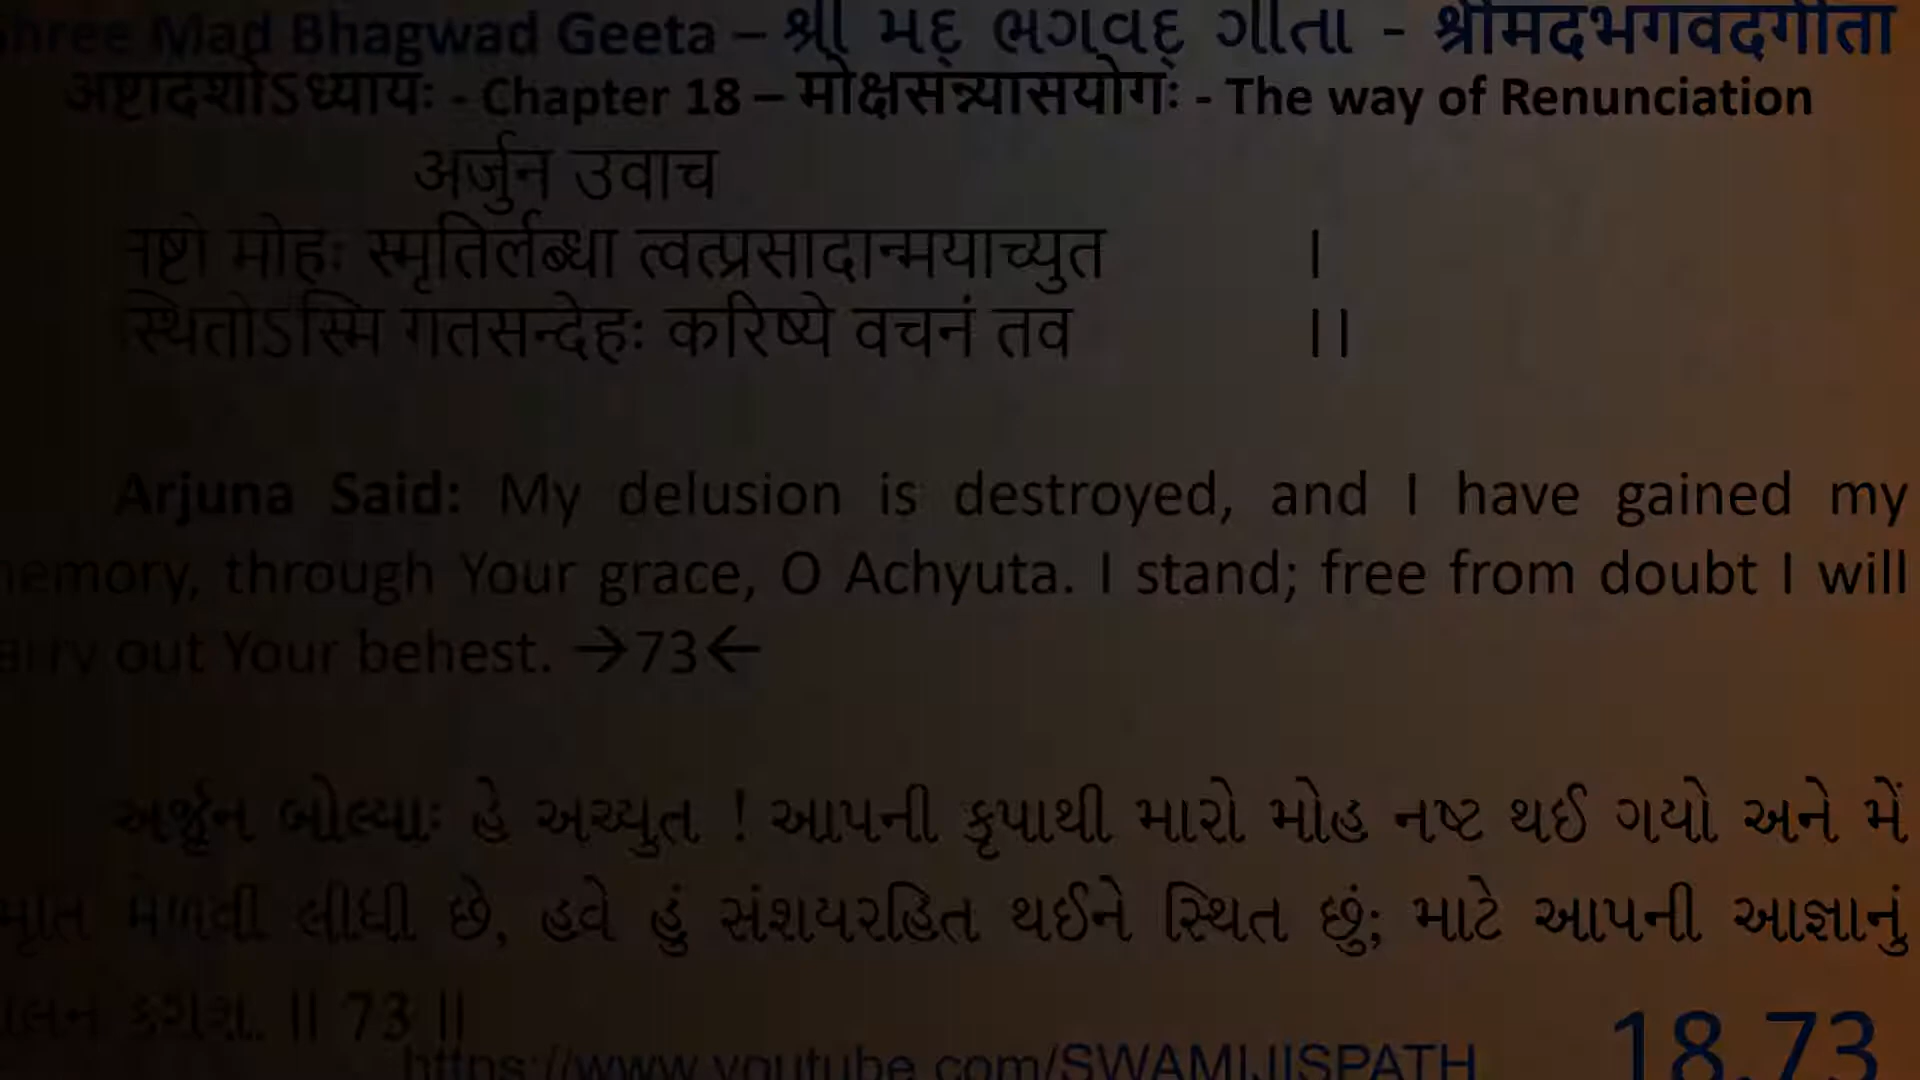 Shree Mad Bhagwad Geeta – શ્રી મદ્ ભગવદ્ ગીતા - श्रीमदभगवदगीता
अष्टादशोऽध्यायः - Chapter 18 – मोक्षसन्न्यासयोगः - The way of Renunciation
अर्जुन उवाच
नष्टो मोहः स्मृतिर्लब्धा त्वत्प्रसादान्मयाच्युत |
स्थितोऽस्मि गतसन्देहः करिष्ये वचनं तव ||
Arjuna Said: My delusion is destroyed, and I have gained my
memory, through Your grace, O Achyuta. I stand; free from doubt I will
carry out Your behest. →73←
અર્જુન બોલ્યાઃ હે અચ્યુત ! આપની કૃપાથી મારો મોહ નષ્ટ થઈ ગયો અને મેં
મેળવી લીધી છે, હવે હું સંશયરહિત થઈને સ્થિત છું; માટે આપની આજ્ઞાનું
|| 73 ||
https://www.youtube.com/SWAMIJISPATH 18.73